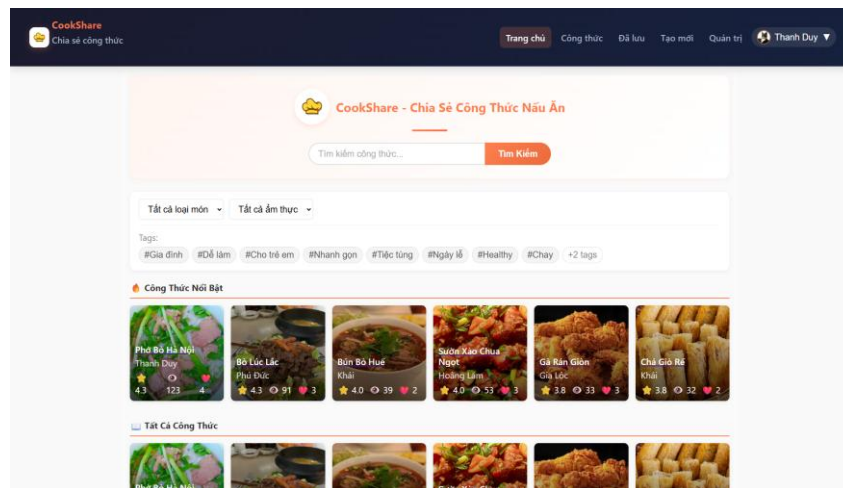 CookShare
Chia sẻ công thức
Trang chủ Công thức Đã lưu Tạo mới Quản trị Thanh Duy ▼
CookShare - Chia Sẻ Công Thức Nấu Ăn
Tìm kiếm công thức...
Tìm Kiếm
Tất cả loại món Tất cả ẩm thực
Tags:
#Gia đình #Dễ làm #Cho trẻ em #Nhanh gọn #Tiệc tùng #Ngày lễ #Healthy #Chay +2 tags
Công Thức Nổi Bật
Phở Bò Hà Nội
Thanh Duy
4.3 123 4
Bò Lúc Lắc
Phú Đức
4.3 91 3
Bún Bò Huế
Khải
4.0 39 2
Sườn Xào Chua
Ngọt
Hoàng Lâm
4.0 53 3
Gà Rán Giòn
Gia Lộc
3.8 33 3
Chả Giò Rế
Khải
3.8 32 2
Tất Cả Công Thức
Phở Bò Hà Nội